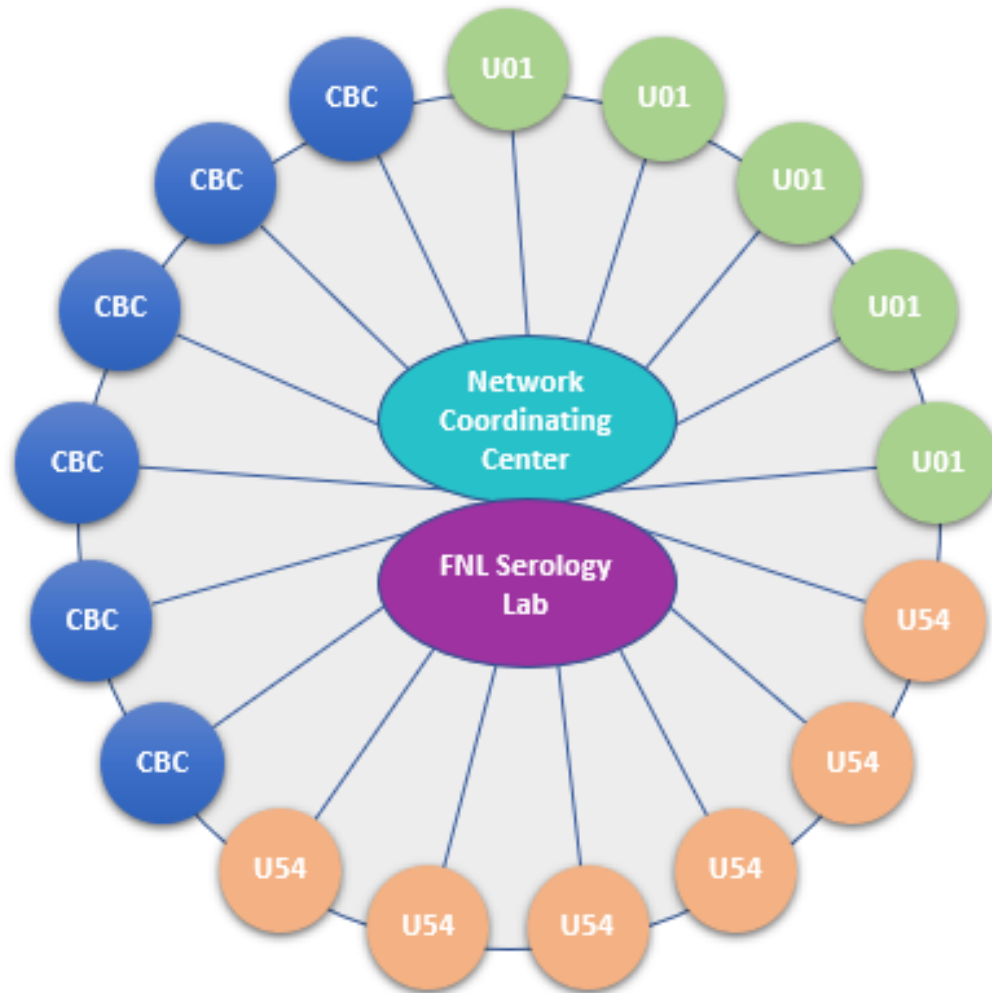 U01
U01
U01
U01
U01
U54
U54
U54
U54
U54
U54
CBC
CBC
CBC
CBC
CBC
CBC
Network
Coordinating
Center
FNL Serology
Lab